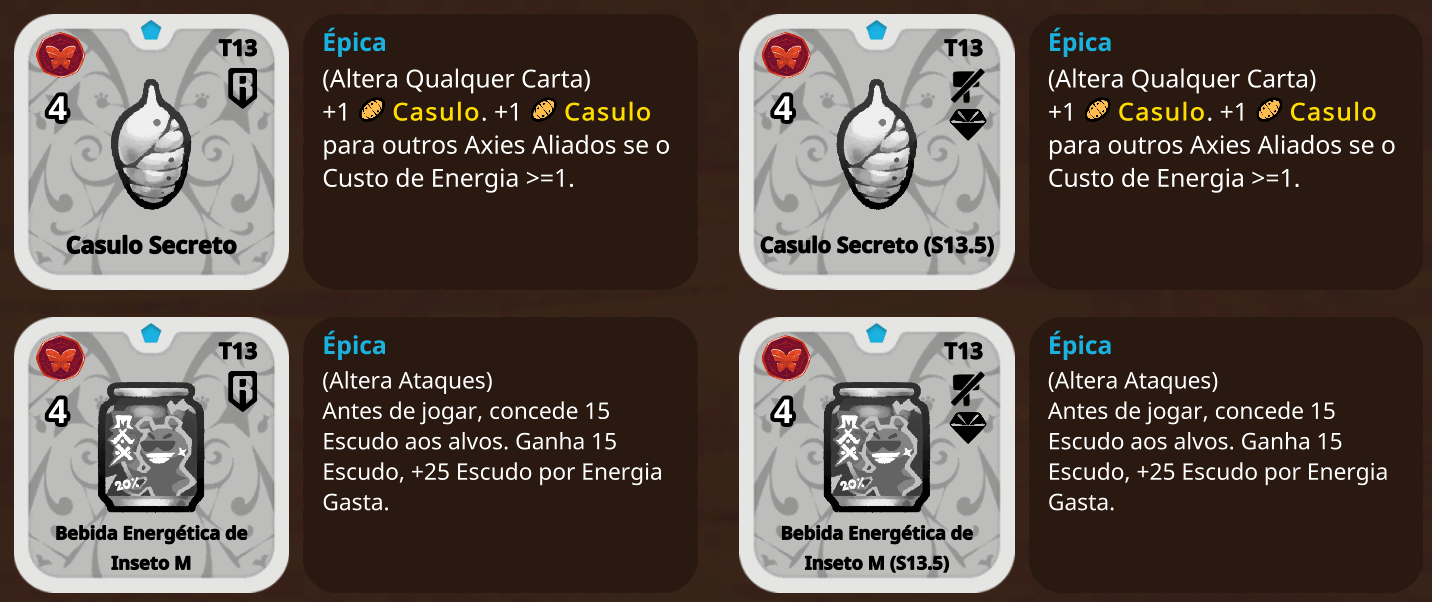 T13
R
4
Casulo Secreto
Épica
(Altera Qualquer Carta)
+1 Casulo. +1 Casulo
para outros Axies Aliados se o
Custo de Energia >=1.
T13
4
Casulo Secreto (S13.5)
Épica
(Altera Qualquer Carta)
+1 Casulo. +1 Casulo
para outros Axies Aliados se o
Custo de Energia >=1.
T13
R
4
MAX
20%
Bebida Energética de
Inseto M
Épica
(Altera Ataques)
Antes de jogar, concede 15
Escudo aos alvos. Ganha 15
Escudo, +25 Escudo por Energia
Gasta.
T13
4
MAX
20%
Bebida Energética de
Inseto M (S13.5)
Épica
(Altera Ataques)
Antes de jogar, concede 15
Escudo aos alvos. Ganha 15
Escudo, +25 Escudo por Energia
Gasta.